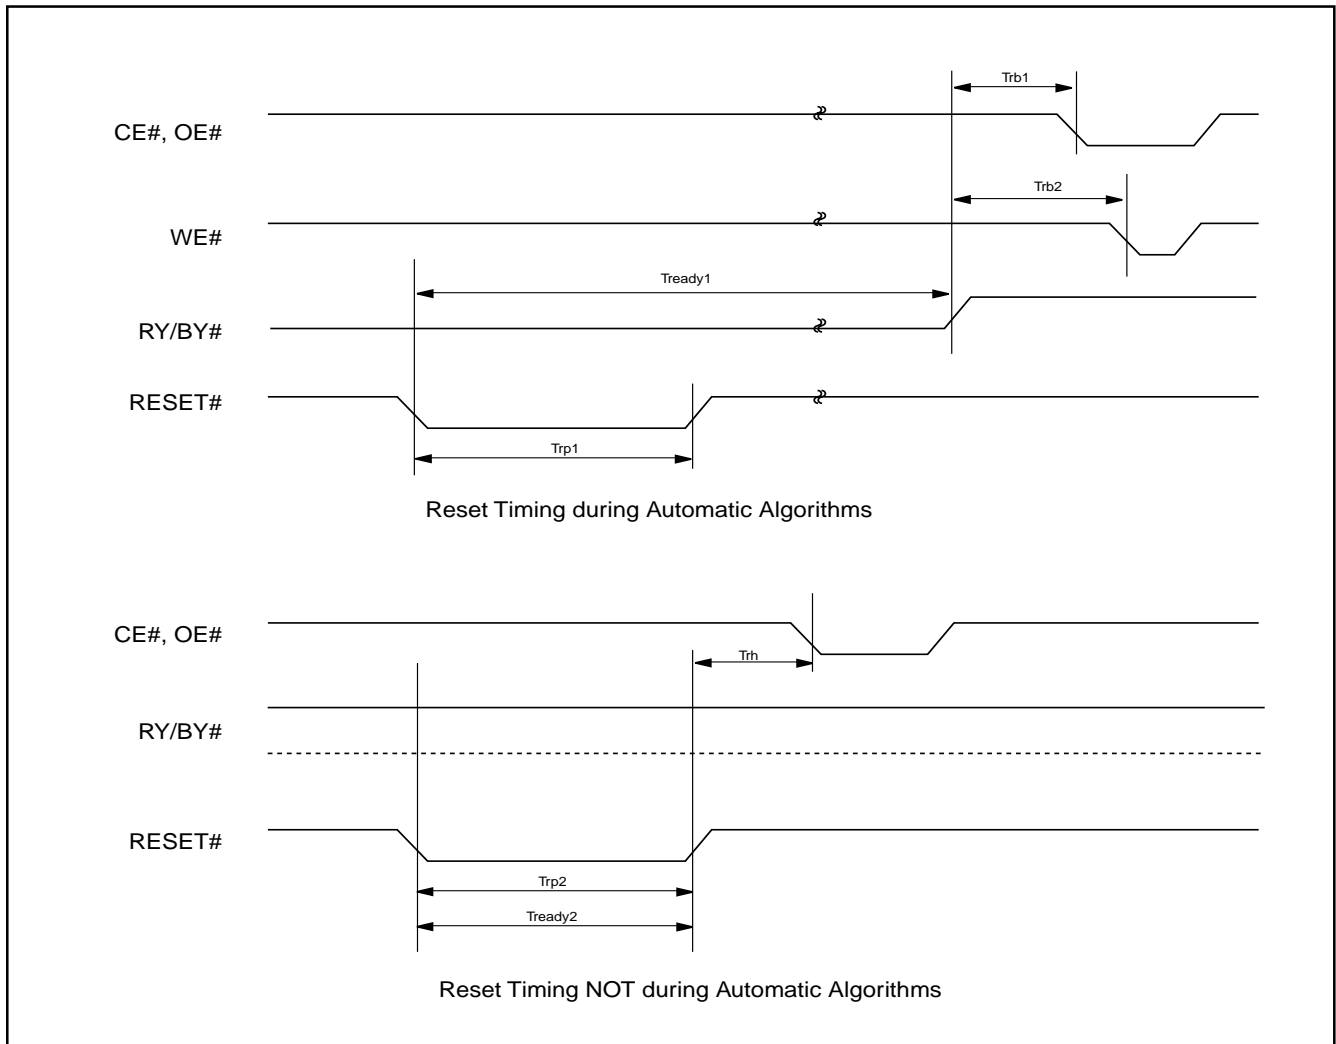 Trb1
CE#, OE#
Trb2
WE#
Tready1
RY/BY#
RESET#
Trp1
Reset Timing during Automatic Algorithms
CE#, OE#
Trh
RY/BY#
RESET#
Trp2
Tready2
Reset Timing NOT during Automatic Algorithms